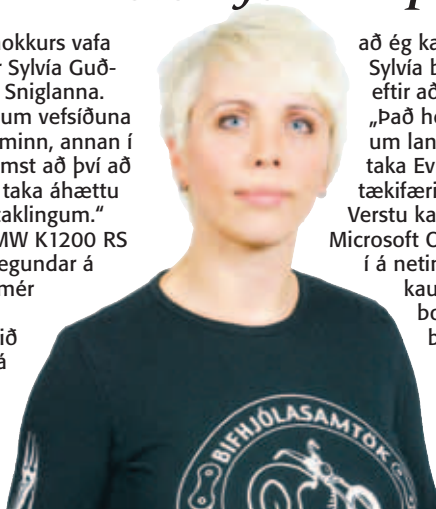 nokkurs vafa
Sylvía Guð-
Sniglanna.
um vefsíðuna
minn, annan í
mst að því að
taka áhættu
taklingum.“
MW K1200 RS
egundar á
mér
ið
á
að ég ka
Sylvía b
eftir að
„Það he
um lan
taka Ev
tækifæri
Verstu ka
Microsoft O
í á netin
kau
bo
b
BIFHJÓLASAMTÖK